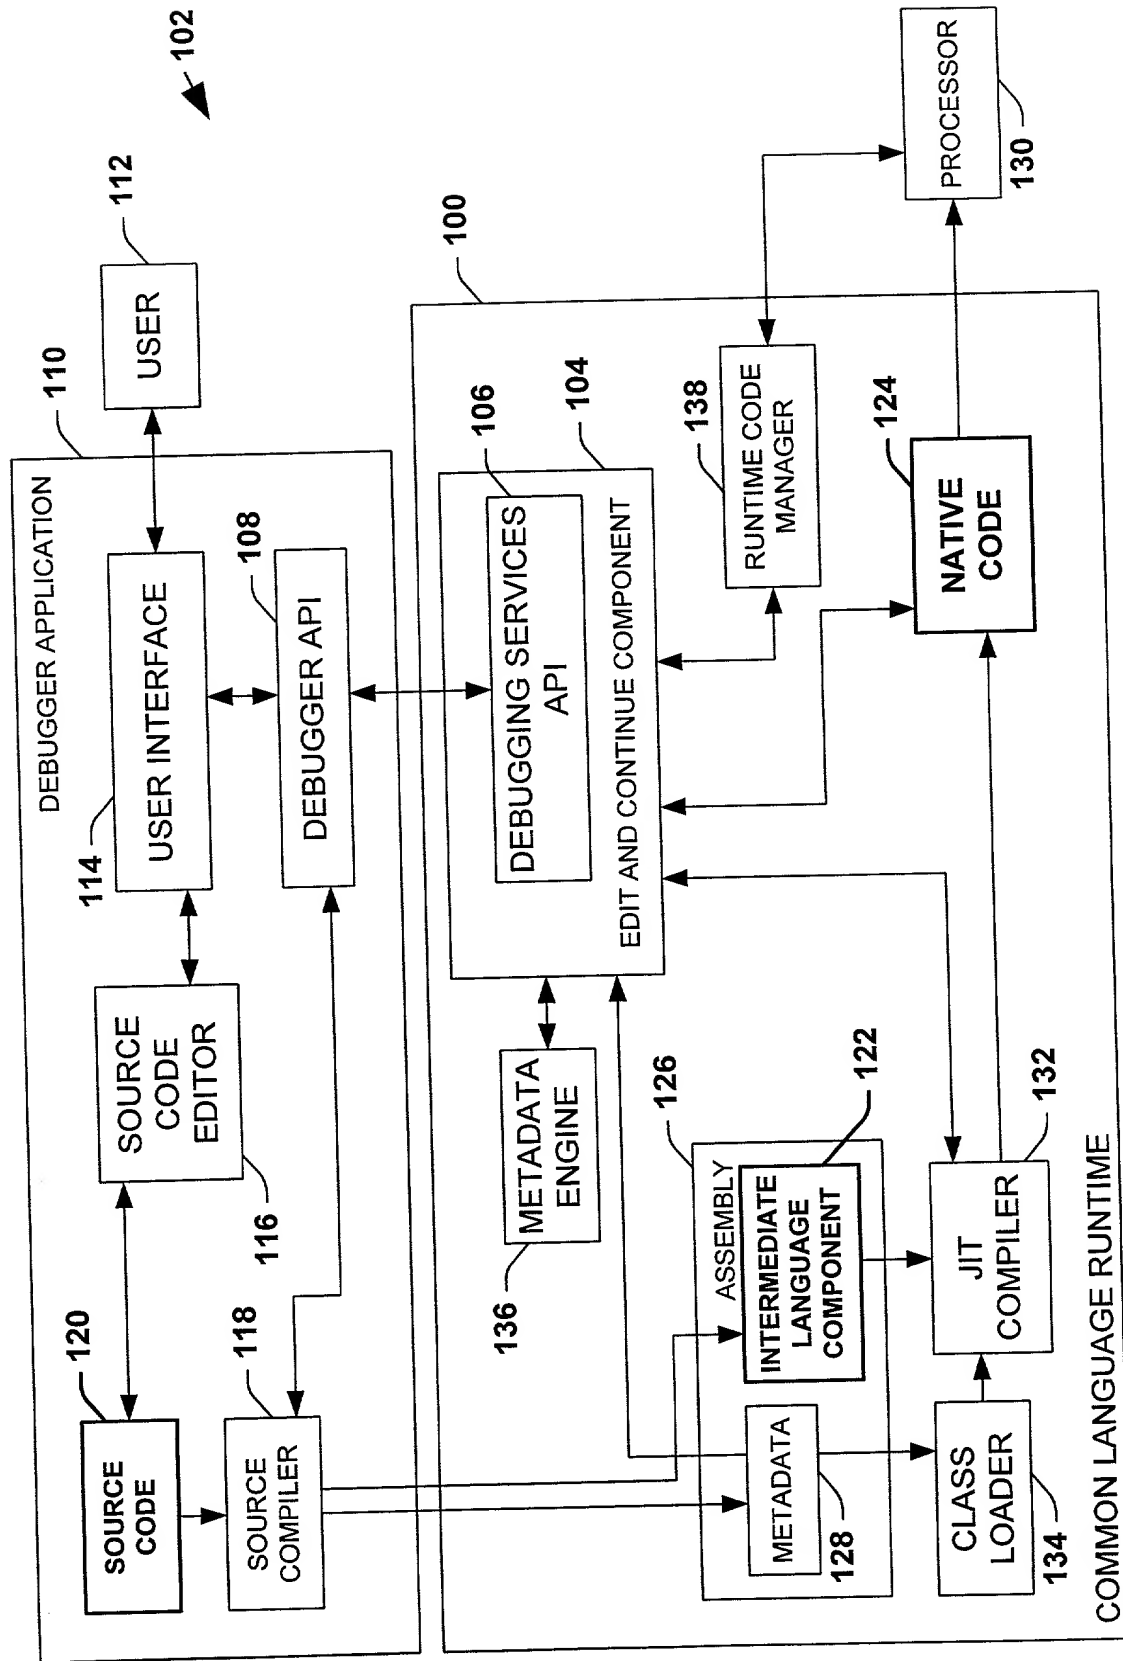 102
112
USER
110
DEBUGGER APPLICATION
114
USER INTERFACE
108
DEBUGGER API
SOURCE
CODE
EDITOR
116
120
SOURCE
CODE
118
SOURCE
COMPILER
100
104
106
DEBUGGING SERVICES
API
EDIT AND CONTINUE COMPONENT
METADATA
ENGINE
136
138
RUNTIME CODE
MANAGER
PROCESSOR
130
124
NATIVE
CODE
126
ASSEMBLY
122
INTERMEDIATE
LANGUAGE
COMPONENT
METADATA
128
132
JIT
COMPILER
CLASS
LOADER
134
COMMON LANGUAGE RUNTIME